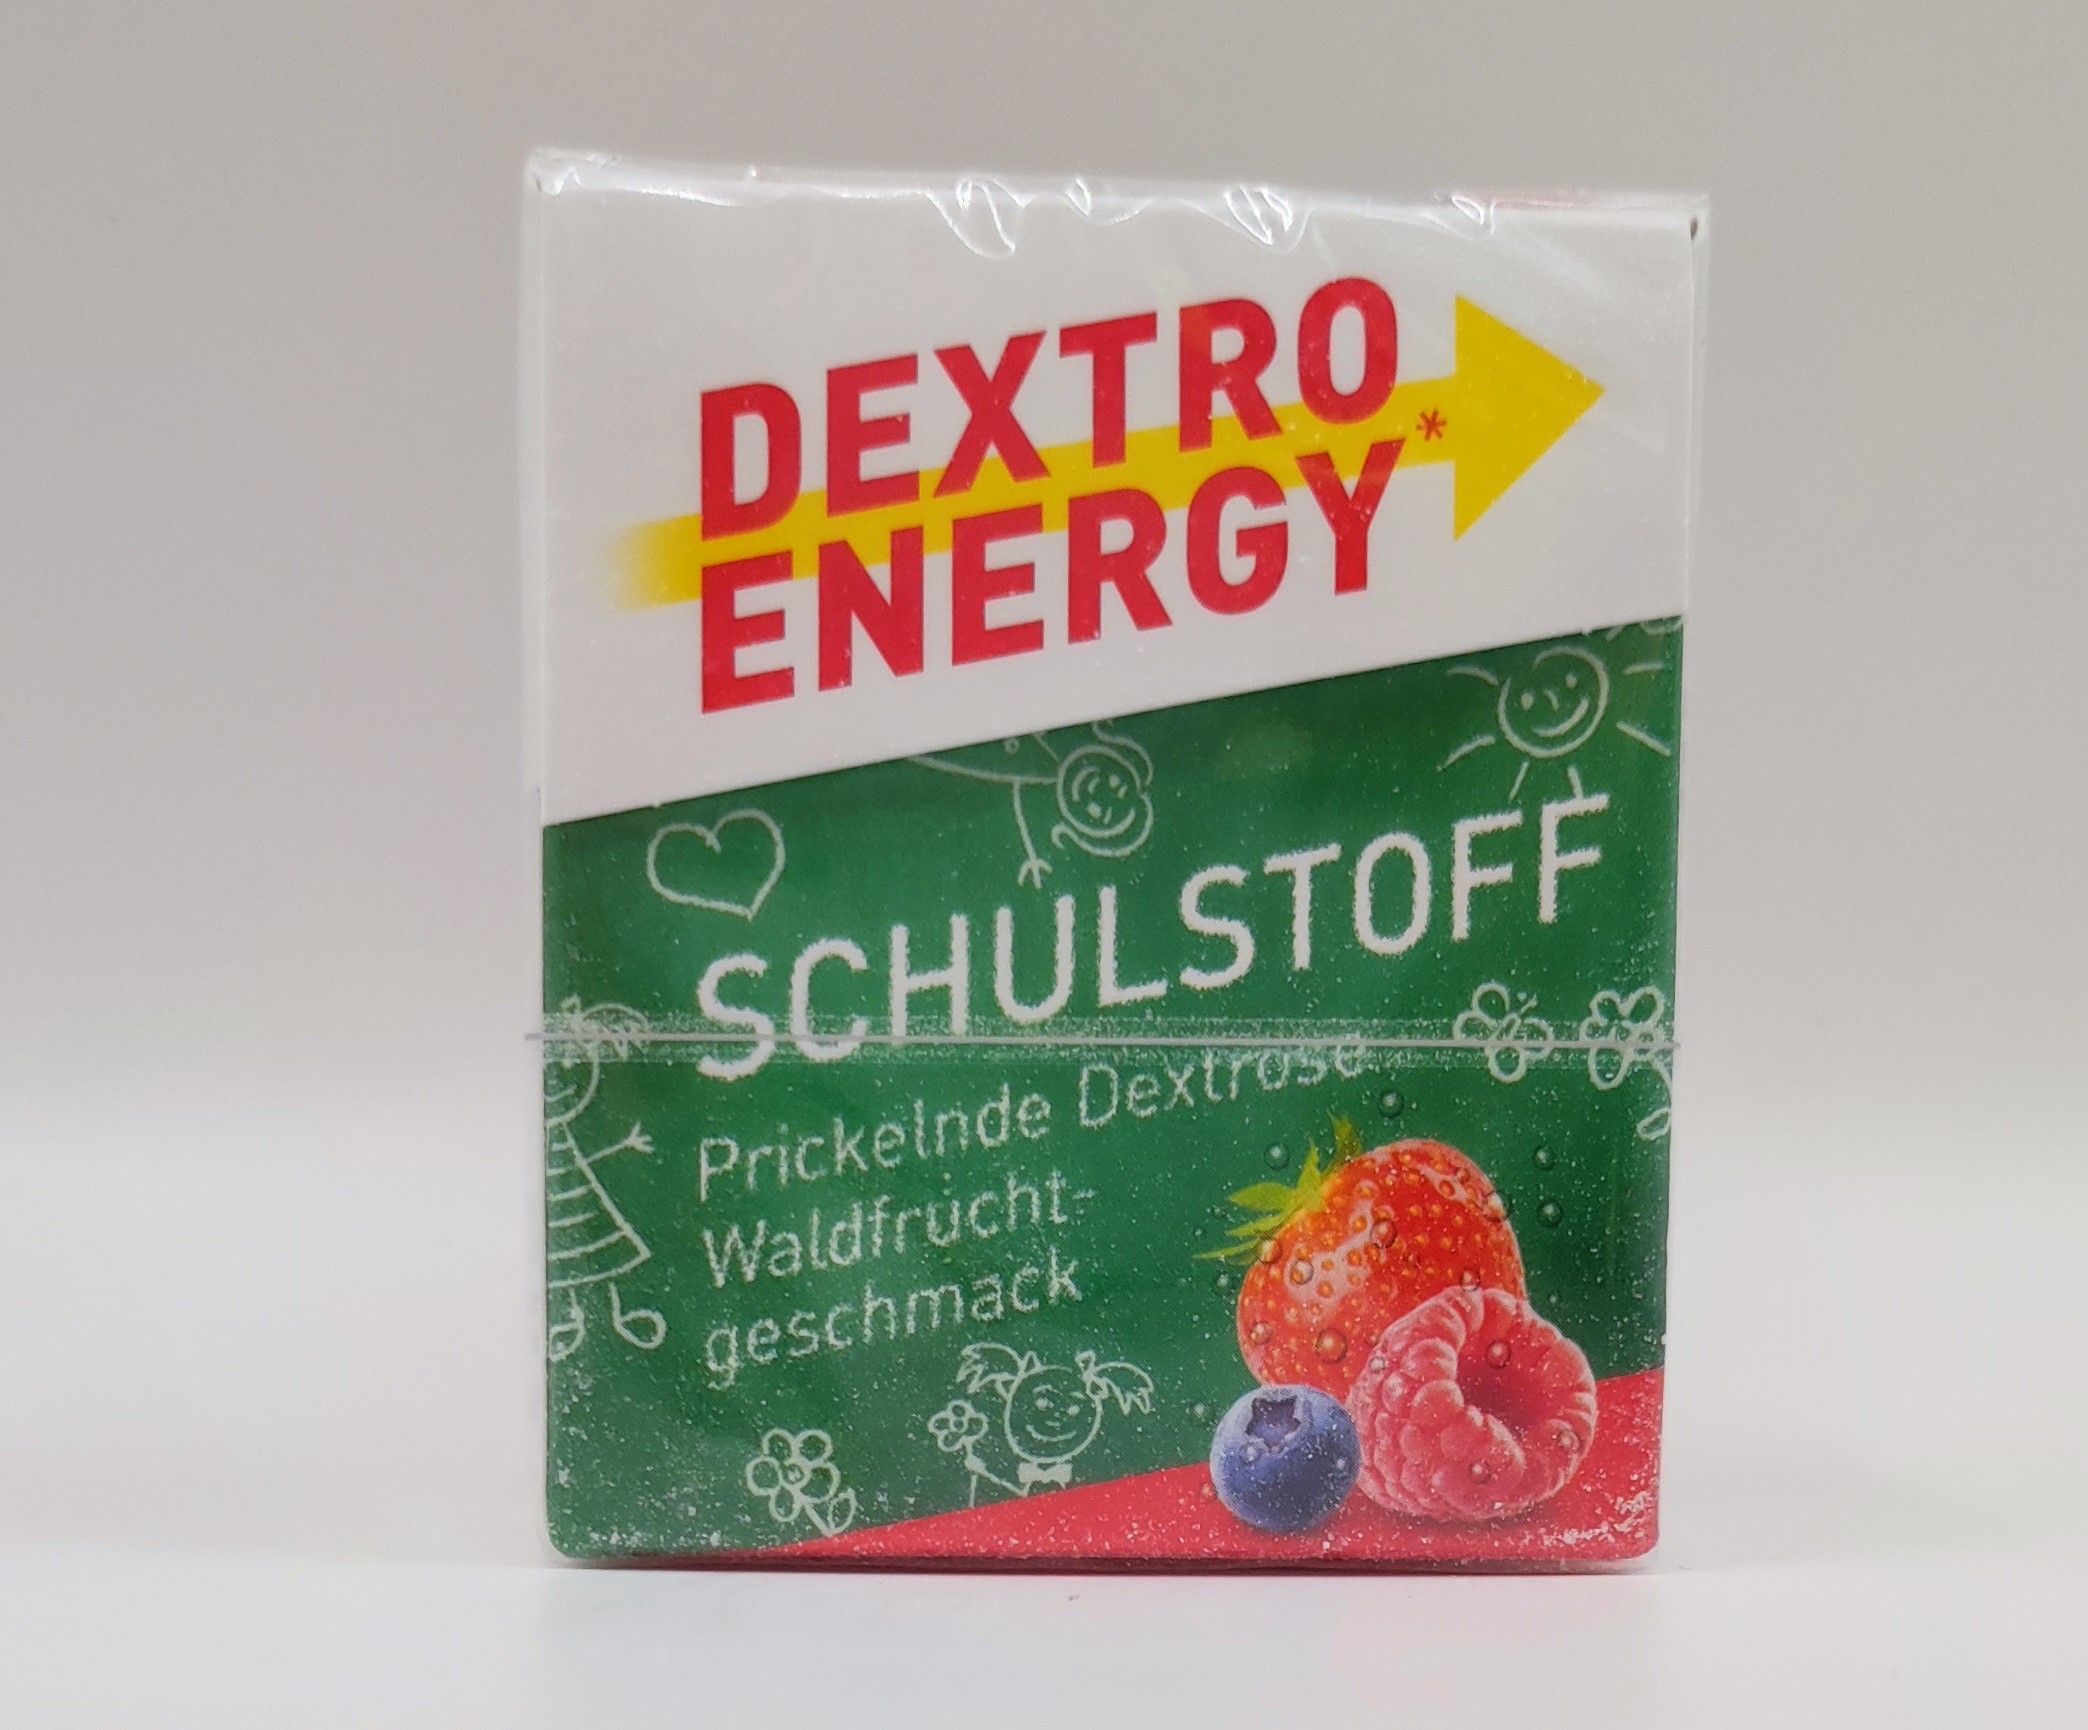 DEXTRO
ENERGY*
SCHULSTOFF
Prickelnde Dextrose
Waldfrucht-
geschmack